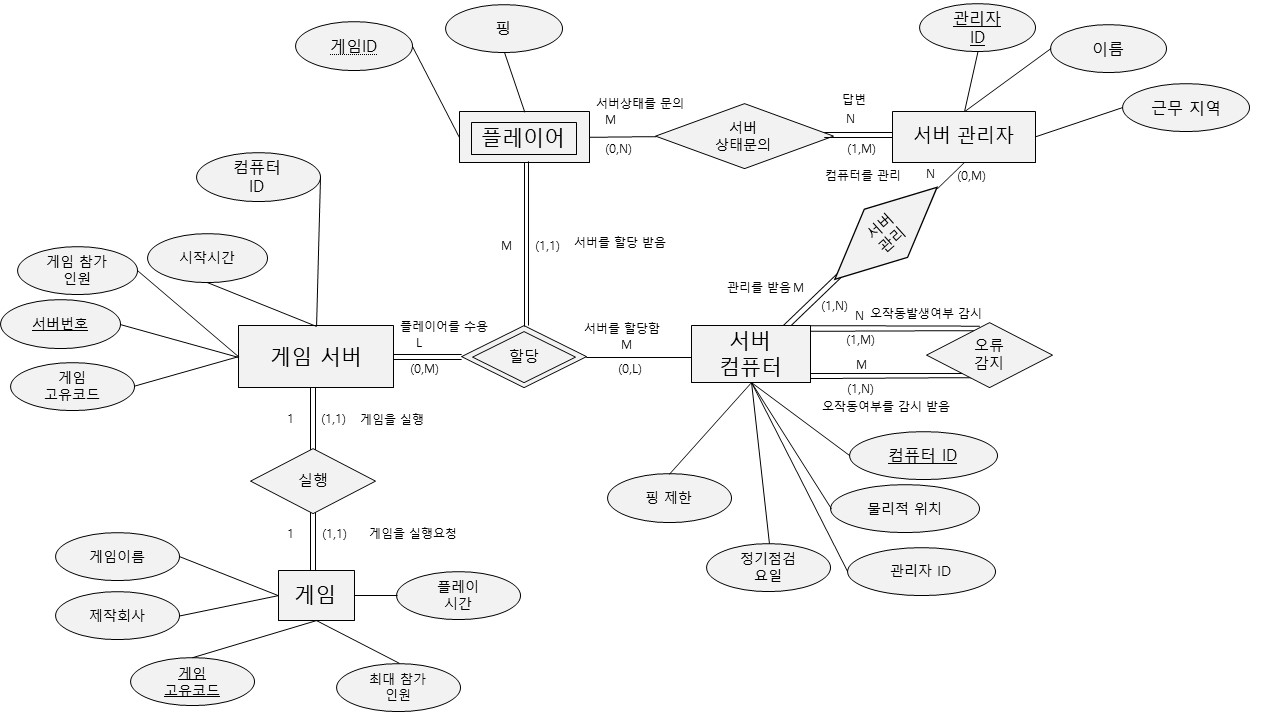 핑
게임ID
관리자
ID
이름
근무 지역
서버상태를 문의
M
(0,N)
플레이어
서버
상태문의
답변
N
(1,M)
서버 관리자
컴퓨터를 관리
N
(0,M)
컴퓨터
ID
시작시간
게임 참가
인원
서버번호
게임
고유코드
M
(1,1)
서버를 할당 받음
서버
관리
관리를 받음
M
(1,N)
게임 서버
플레이어를 수용
L
(0,M)
할당
서버를 할당함
M
(0,L)
서버
컴퓨터
N
오작동발생여부 감시
(1,M)
오류
감지
M
(1,N)
오작동여부를 감시 받음
1
(1,1)
게임을 실행
실행
1
(1,1)
게임을 실행요청
핑 제한
정기점검
요일
컴퓨터 ID
물리적 위치
관리자 ID
게임이름
제작회사
게임
플레이
시간
게임
고유코드
최대 참가
인원